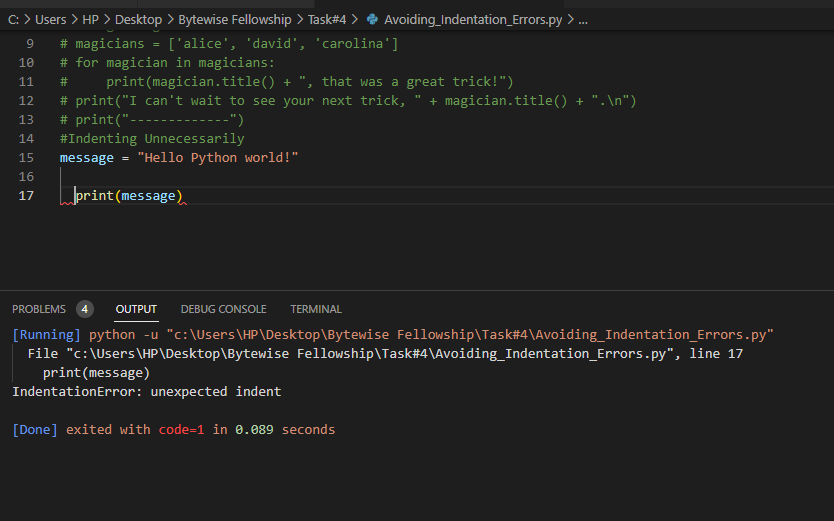 C: > Users > HP > Desktop > Bytewise Fellowship > Task#4 > Avoiding_Indentation_Errors.py > ...
9 # magicians = ['alice', 'david', 'carolina']
10 # for magician in magicians:
11 #     print(magician.title() + ", that was a great trick!")
12 # print("I can't wait to see your next trick, " + magician.title() + ".\n")
13 # print("-------------")
14 #Indenting Unnecessarily
15 message = "Hello Python world!"
16
17   print(message)
PROBLEMS 4 OUTPUT DEBUG CONSOLE TERMINAL
[Running] python -u "c:\Users\HP\Desktop\Bytewise Fellowship\Task#4\Avoiding_Indentation_Errors.py"
  File "c:\Users\HP\Desktop\Bytewise Fellowship\Task#4\Avoiding_Indentation_Errors.py", line 17
    print(message)
IndentationError: unexpected indent
[Done] exited with code=1 in 0.089 seconds